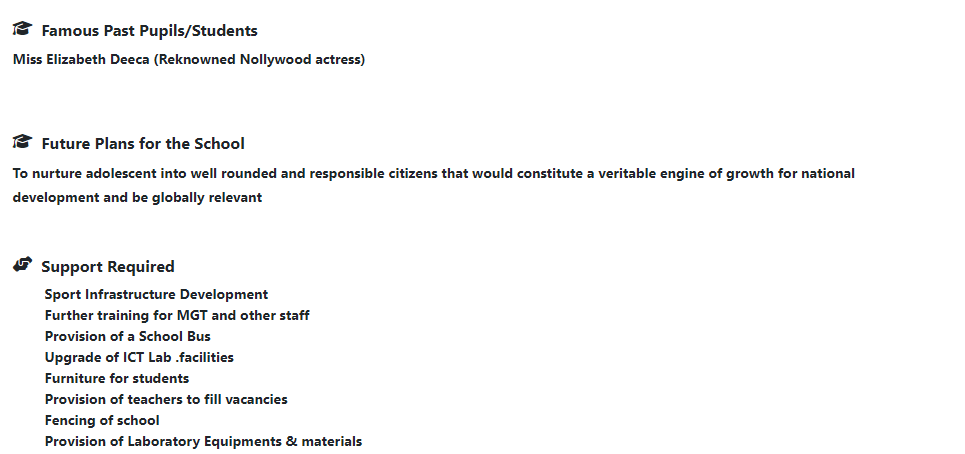 Famous Past Pupils/Students
Miss Elizabeth Deeca (Reknowned Nollywood actress)
Future Plans for the School
To nurture adolescent into well rounded and responsible citizens that would constitute a veritable engine of growth for national
development and be globally relevant
Support Required
Sport Infrastructure Development
Further training for MGT and other staff
Provision of a School Bus
Upgrade of ICT Lab .facilities
Furniture for students
Provision of teachers to fill vacancies
Fencing of school
Provision of Laboratory Equipments & materials